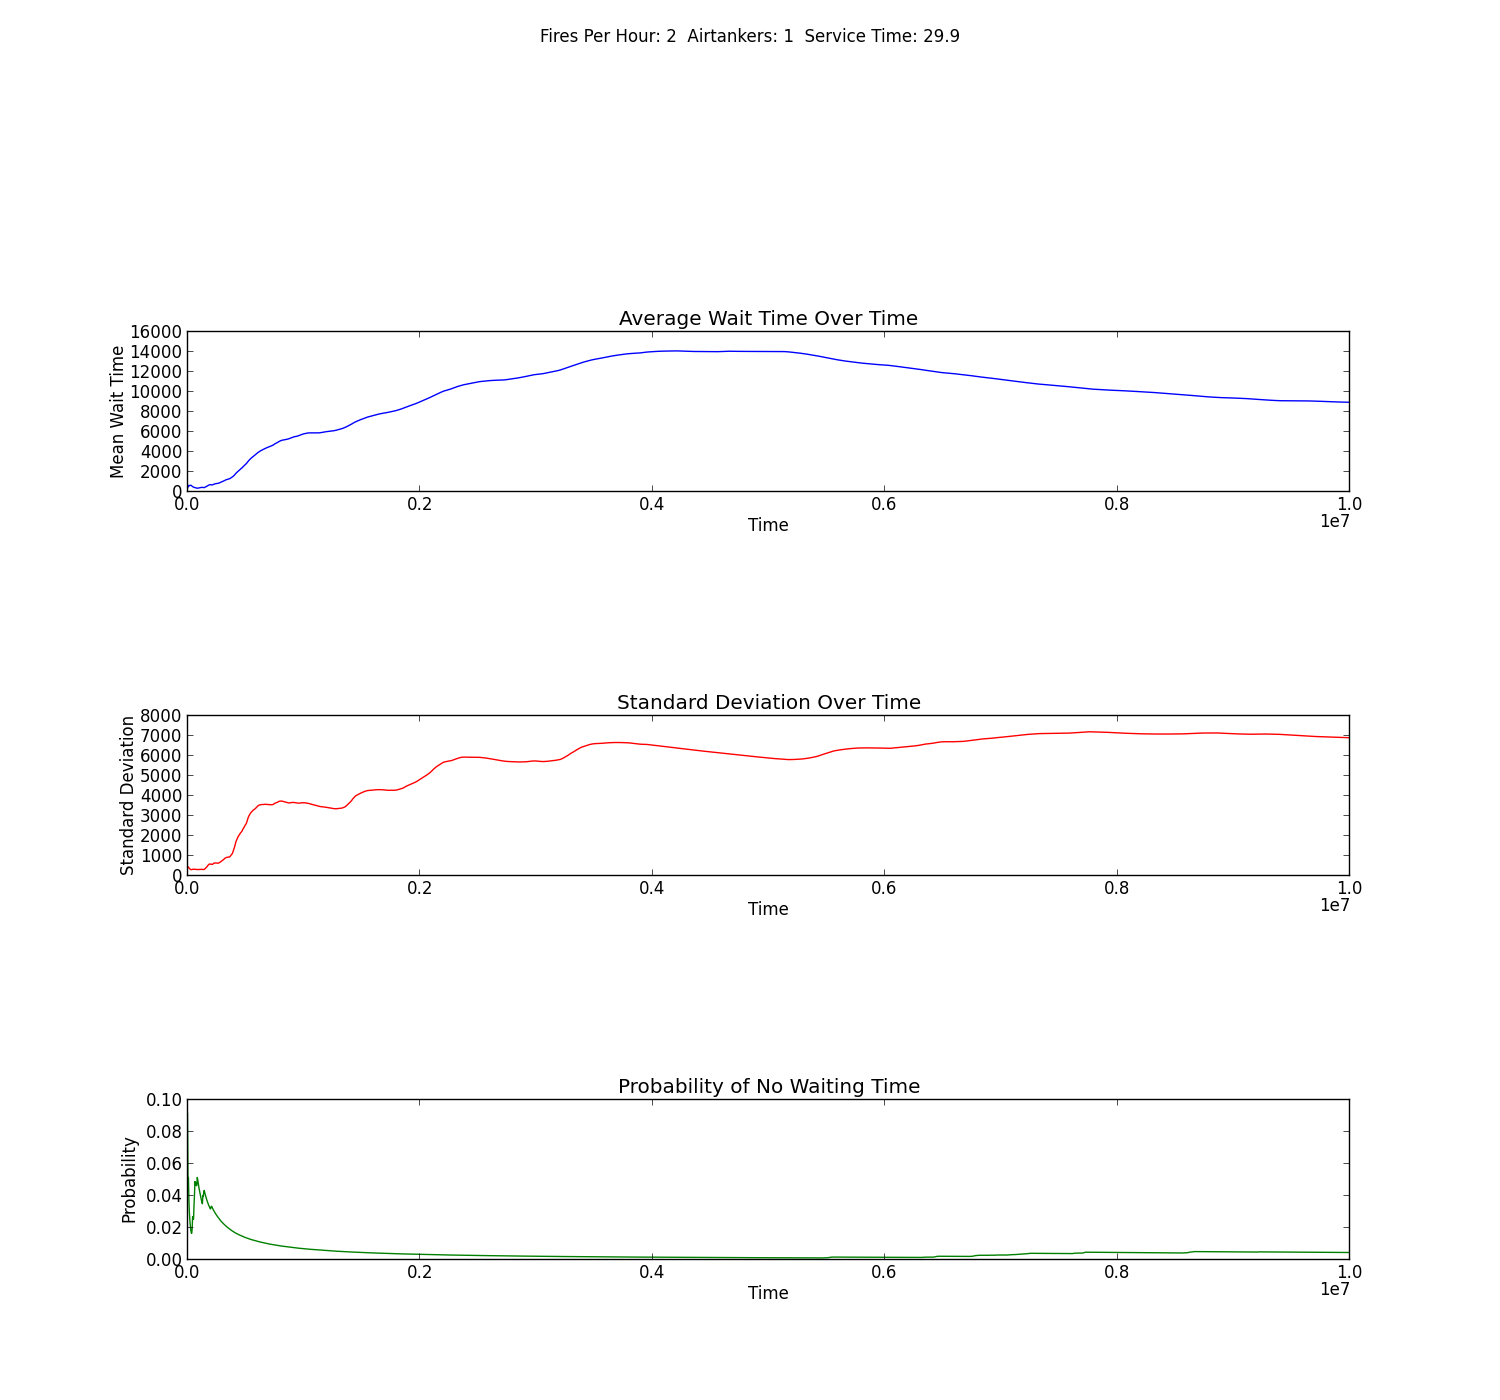 Fires Per Hour: 2  Airtankers: 1  Service Time: 29.9
Average Wait Time Over Time
Mean Wait Time
16000
14000
12000
10000
8000
6000
4000
2000
0
0.0 0.2 0.4 0.6 0.8 1.0
1e7
Time
Standard Deviation Over Time
Standard Deviation
8000
7000
6000
5000
4000
3000
2000
1000
0
0.0 0.2 0.4 0.6 0.8 1.0
1e7
Time
Probability of No Waiting Time
Probability
0.10
0.08
0.06
0.04
0.02
0.00
0.0 0.2 0.4 0.6 0.8 1.0
1e7
Time